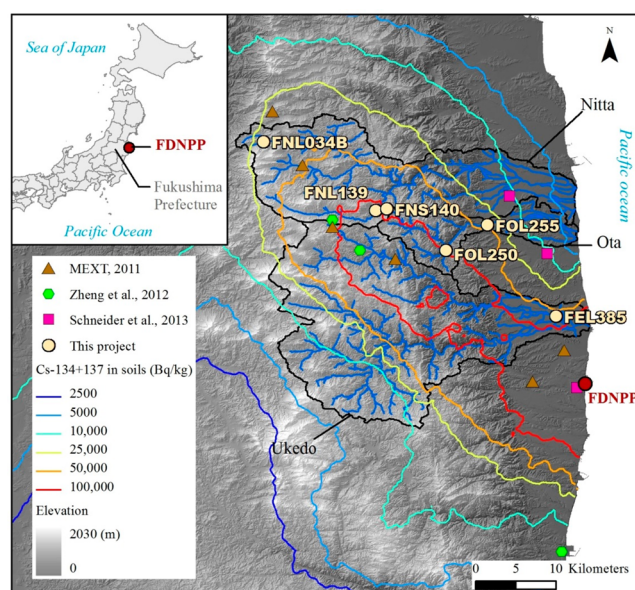 Sea of Japan
FDNPP
Fukushima
Prefecture
Pacific Ocean
N
Nitta
Pacific ocean
FNL034B
FNL139
FNS140
FOL255
Ota
FOL250
FEL385
FDNPP
Ukedo
MEXT, 2011
Zheng et al., 2012
Schneider et al., 2013
This project
Cs-134+137 in soils (Bq/kg)
2500
5000
10,000
25,000
50,000
100,000
Elevation
2030 (m)
0
0 5 10 Kilometers